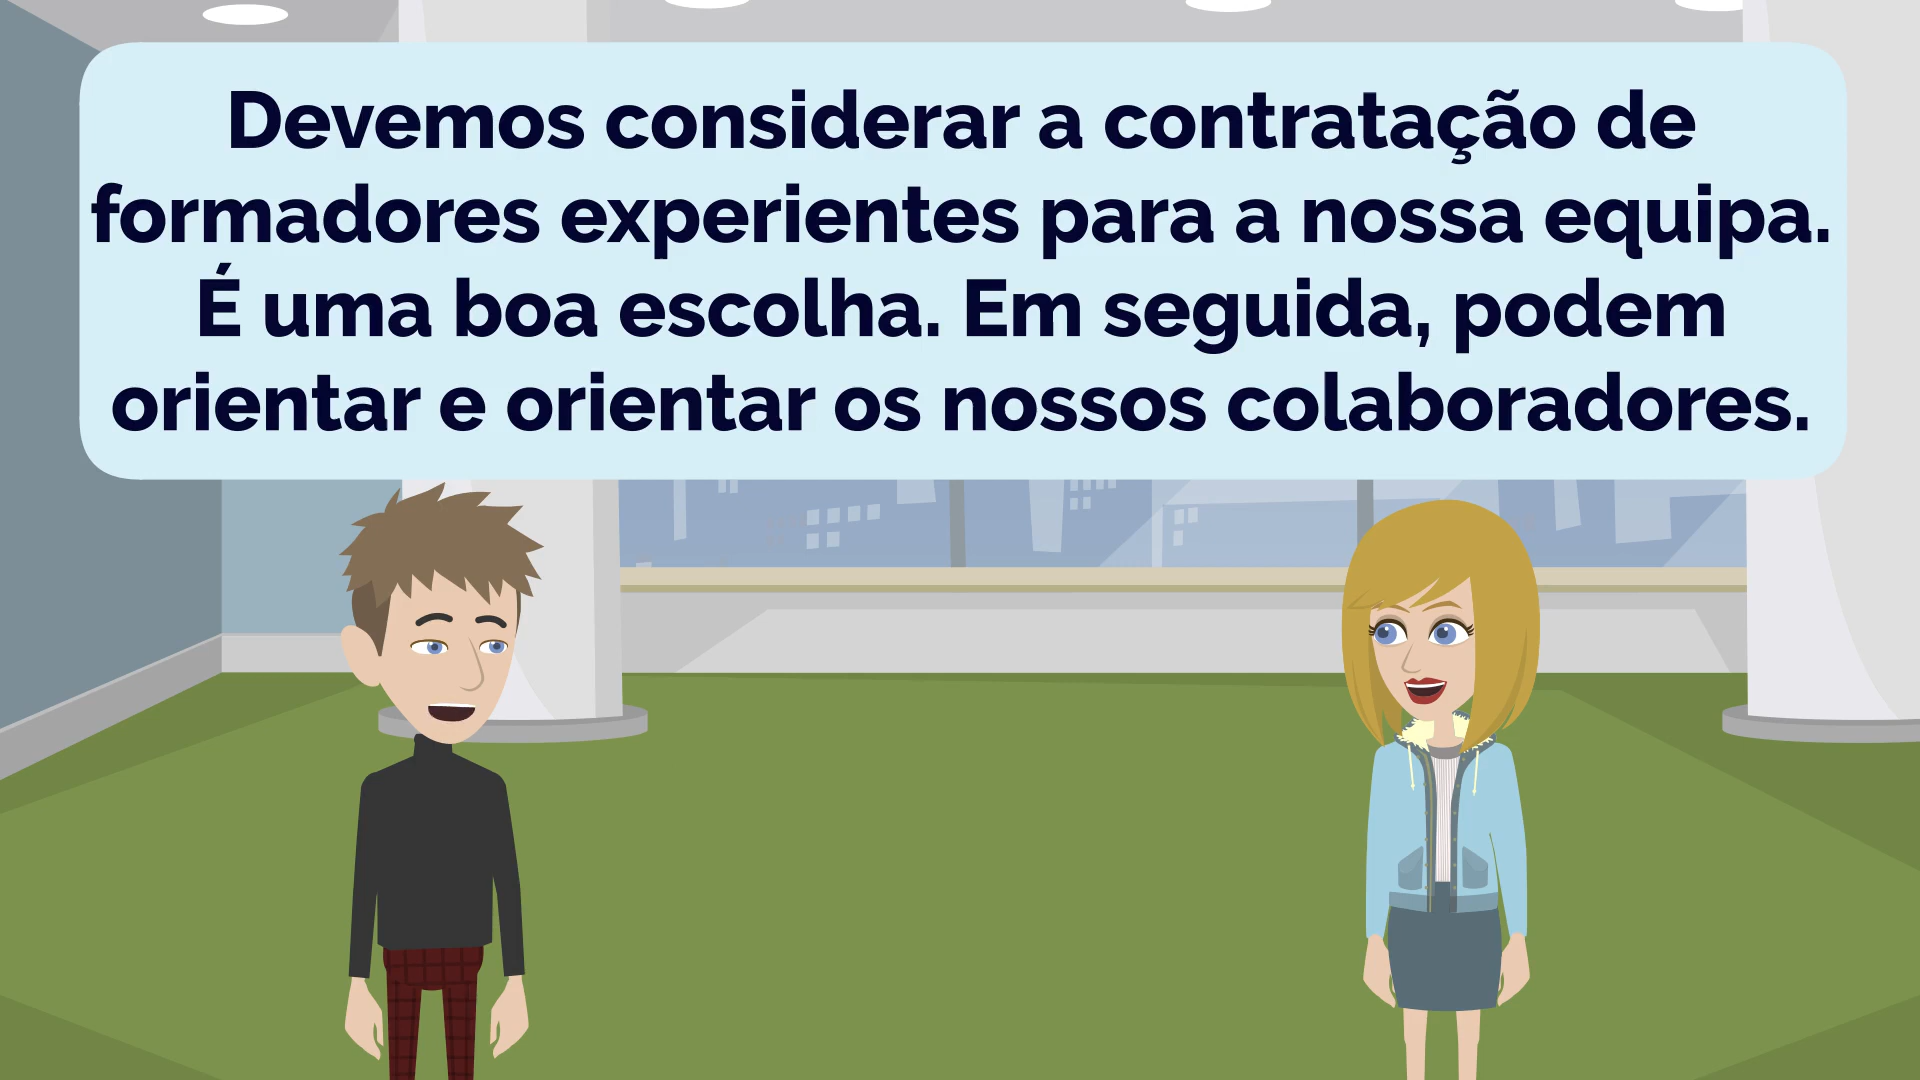 Devemos considerar a contratação de
formadores experientes para a nossa equipa.
É uma boa escolha. Em seguida, podem
orientar e orientar os nossos colaboradores.